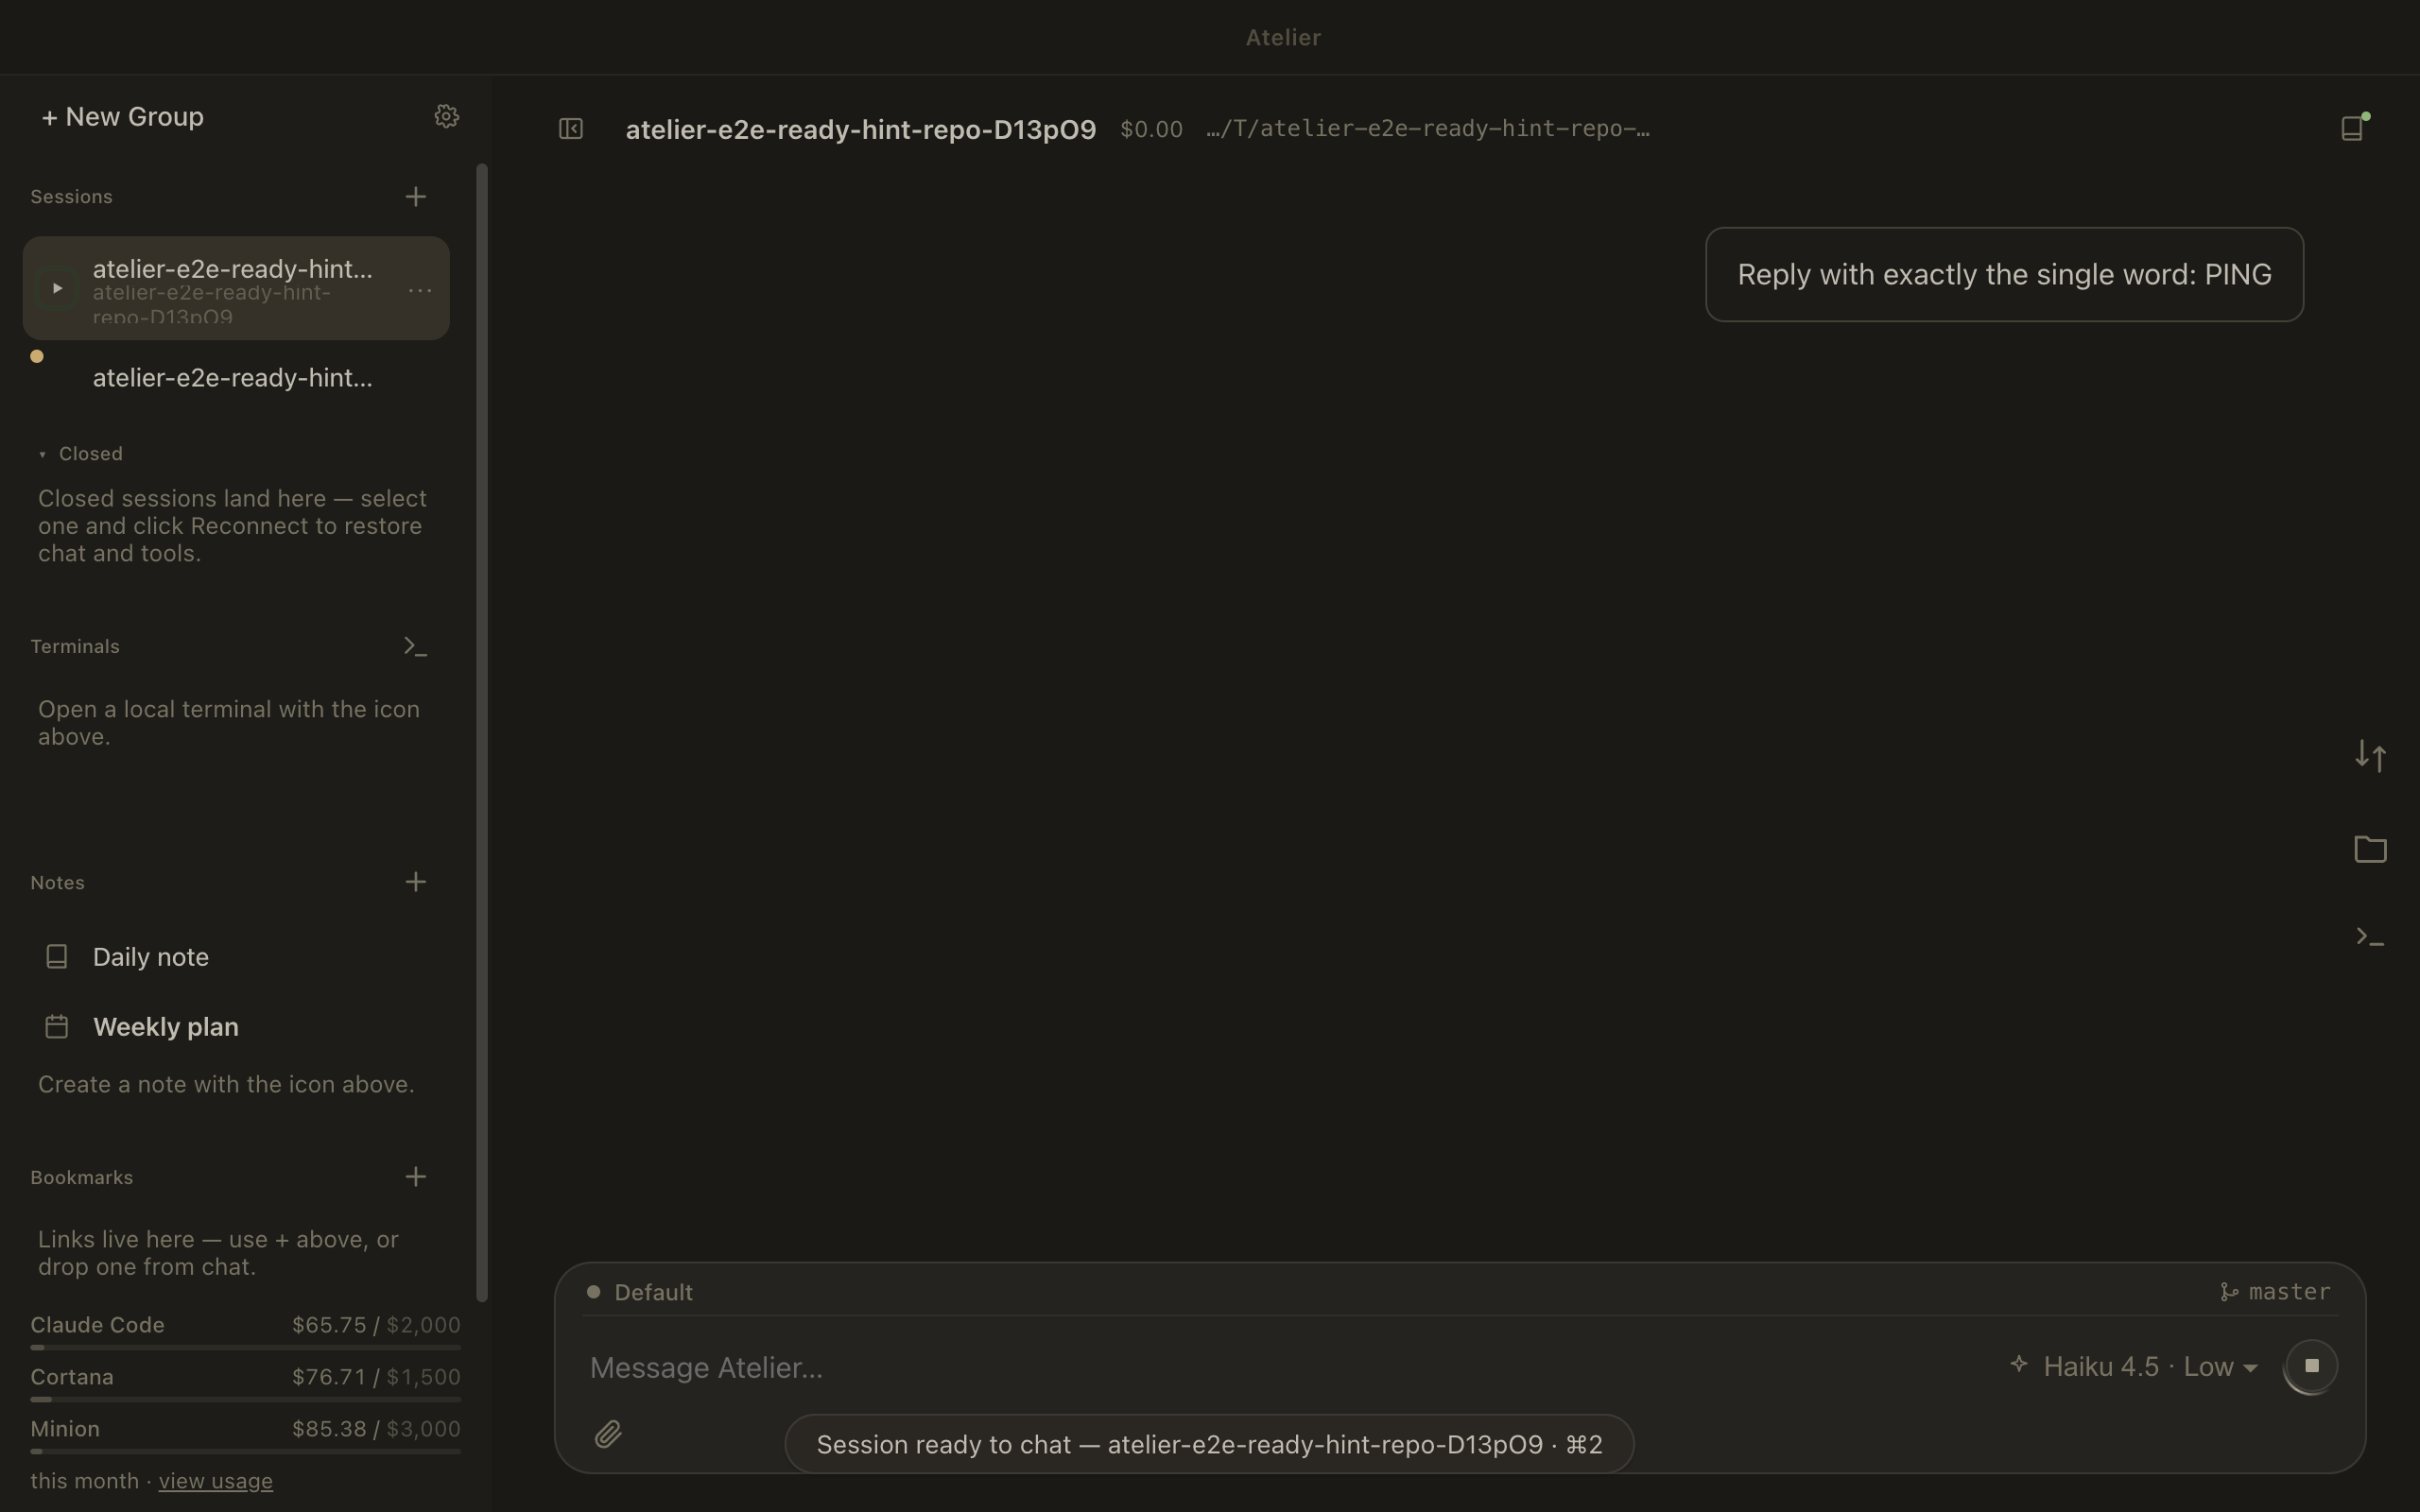 Atelier
+ New Group
Sessions
atelier-e2e-ready-hint...
atelier-e2e-ready-hint-
repo-D13pO9
atelier-e2e-ready-hint...
Closed
Closed sessions land here — select
one and click Reconnect to restore
chat and tools.
Terminals
Open a local terminal with the icon
above.
Notes
Daily note
Weekly plan
Create a note with the icon above.
Bookmarks
Links live here — use + above, or
drop one from chat.
Claude Code $65.75 / $2,000
Cortana $76.71 / $1,500
Minion $85.38 / $3,000
this month · view usage
atelier-e2e-ready-hint-repo-D13pO9 $0.00 …/T/atelier-e2e-ready-hint-repo-…
Reply with exactly the single word: PING
Default
master
Message Atelier...
Haiku 4.5 · Low
Session ready to chat — atelier-e2e-ready-hint-repo-D13pO9 · ⌘2